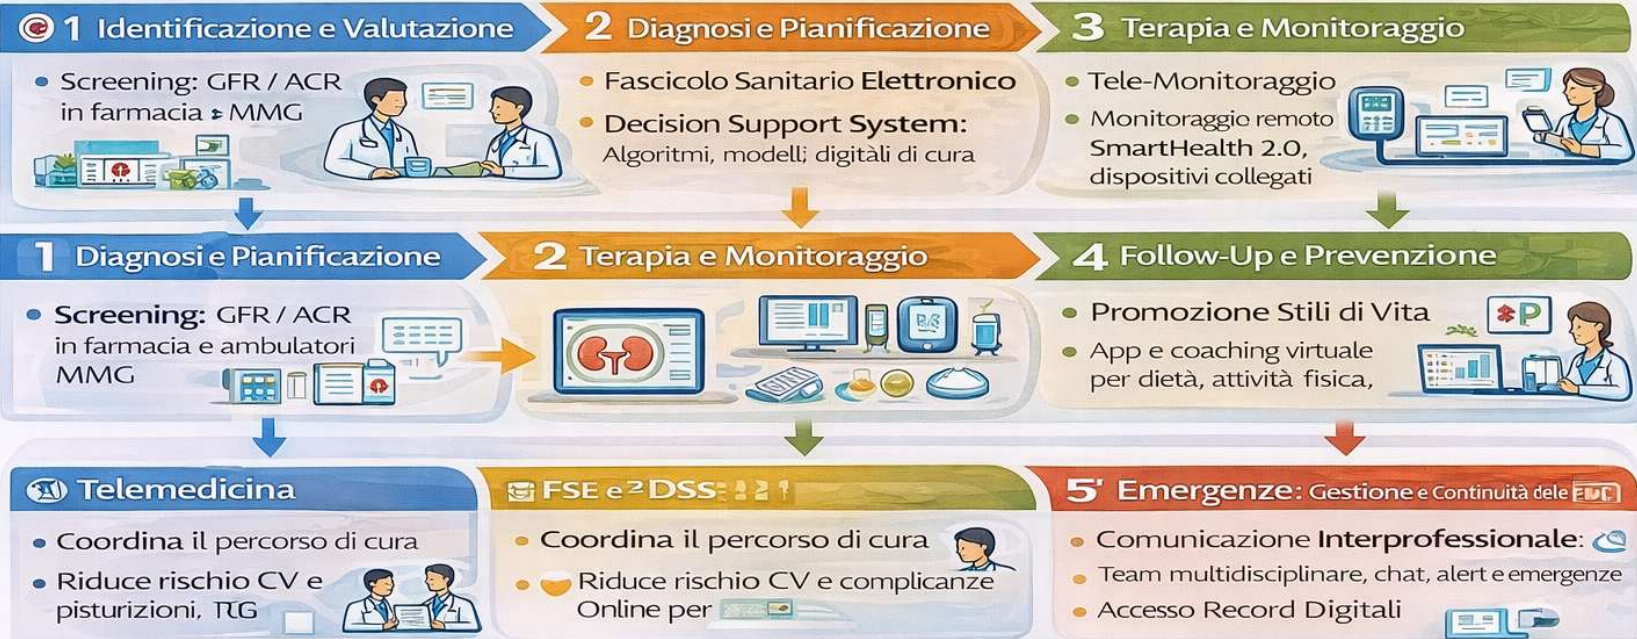 1 Identificazione e Valutazione
Screening: GFR / ACR
in farmacia MMG
2 Diagnosi e Pianificazione
Fascicolo Sanitario Elettronico
Decision Support System:
Algoritmi, modelli; digitàli di cura
3 Terapia e Monitoraggio
Tele-Monitoraggio
Monitoraggio remoto
SmartHealth 2.0,
dispositivi collegati
1 Diagnosi e Pianificazione
Screening: GFR / ACR
in farmacia e ambulatori
MMG
2 Terapia e Monitoraggio
4 Follow-Up e Prevenzione
Promozione Stili di Vita
App e coaching virtuale
per dietà, attività fisica,
P
Telemedicina
Coordina il percorso di cura
Riduce rischio CV e
pisturizioni,
FSE e 2 DSS
Coordina il percorso di cura
Riduce rischio CV e complicanze
Online per
5' Emergenze: Gestione e Continuità dele
Comunicazione Interprofessionale:
Team multidisciplinare, chat, alert e emergenze
Accesso Record Digitali